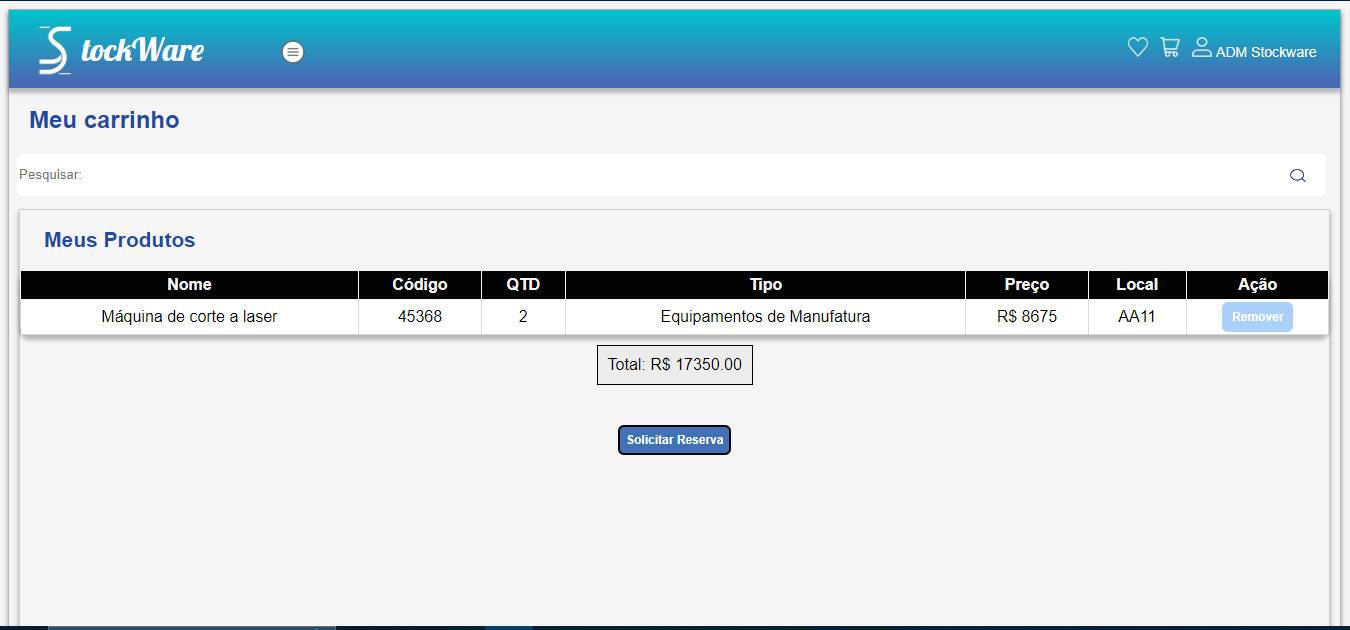 StockWare
ADM Stockware
Meu carrinho
Pesquisar:
Meus Produtos
Nome Código QTD Tipo Preço Local Ação
Máquina de corte a laser 45368 2 Equipamentos de Manufatura R$ 8675 AA11 Remover
Total: R$ 17350.00
Solicitar Reserva